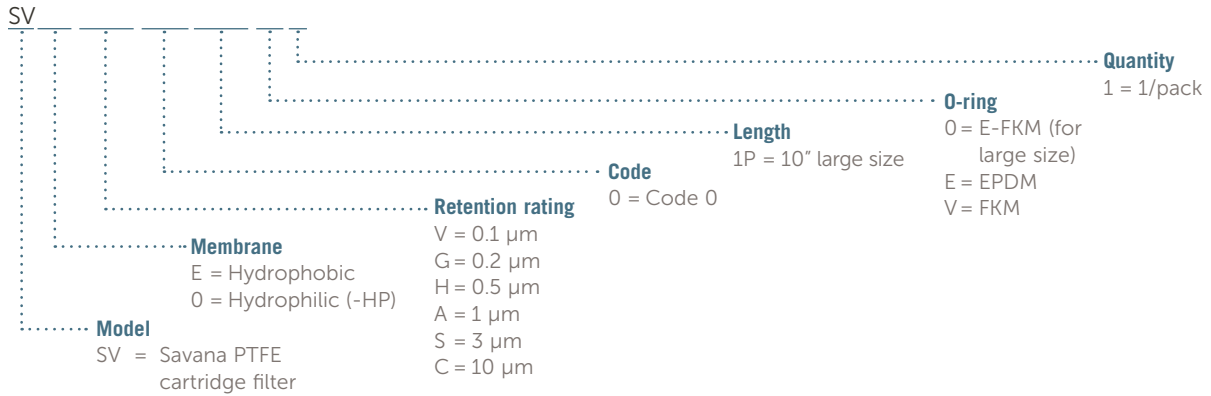 SV
Quantity
1 = 1/pack
O-ring
0 = E-FKM (for
large size)
E = EPDM
V = FKM
Length
1P = 10" large size
Code
0 = Code 0
Retention rating
V = 0.1 µm
G = 0.2 µm
H = 0.5 µm
A = 1 µm
S = 3 µm
C = 10 µm
Membrane
E = Hydrophobic
0 = Hydrophilic (-HP)
Model
SV = Savana PTFE
cartridge filter